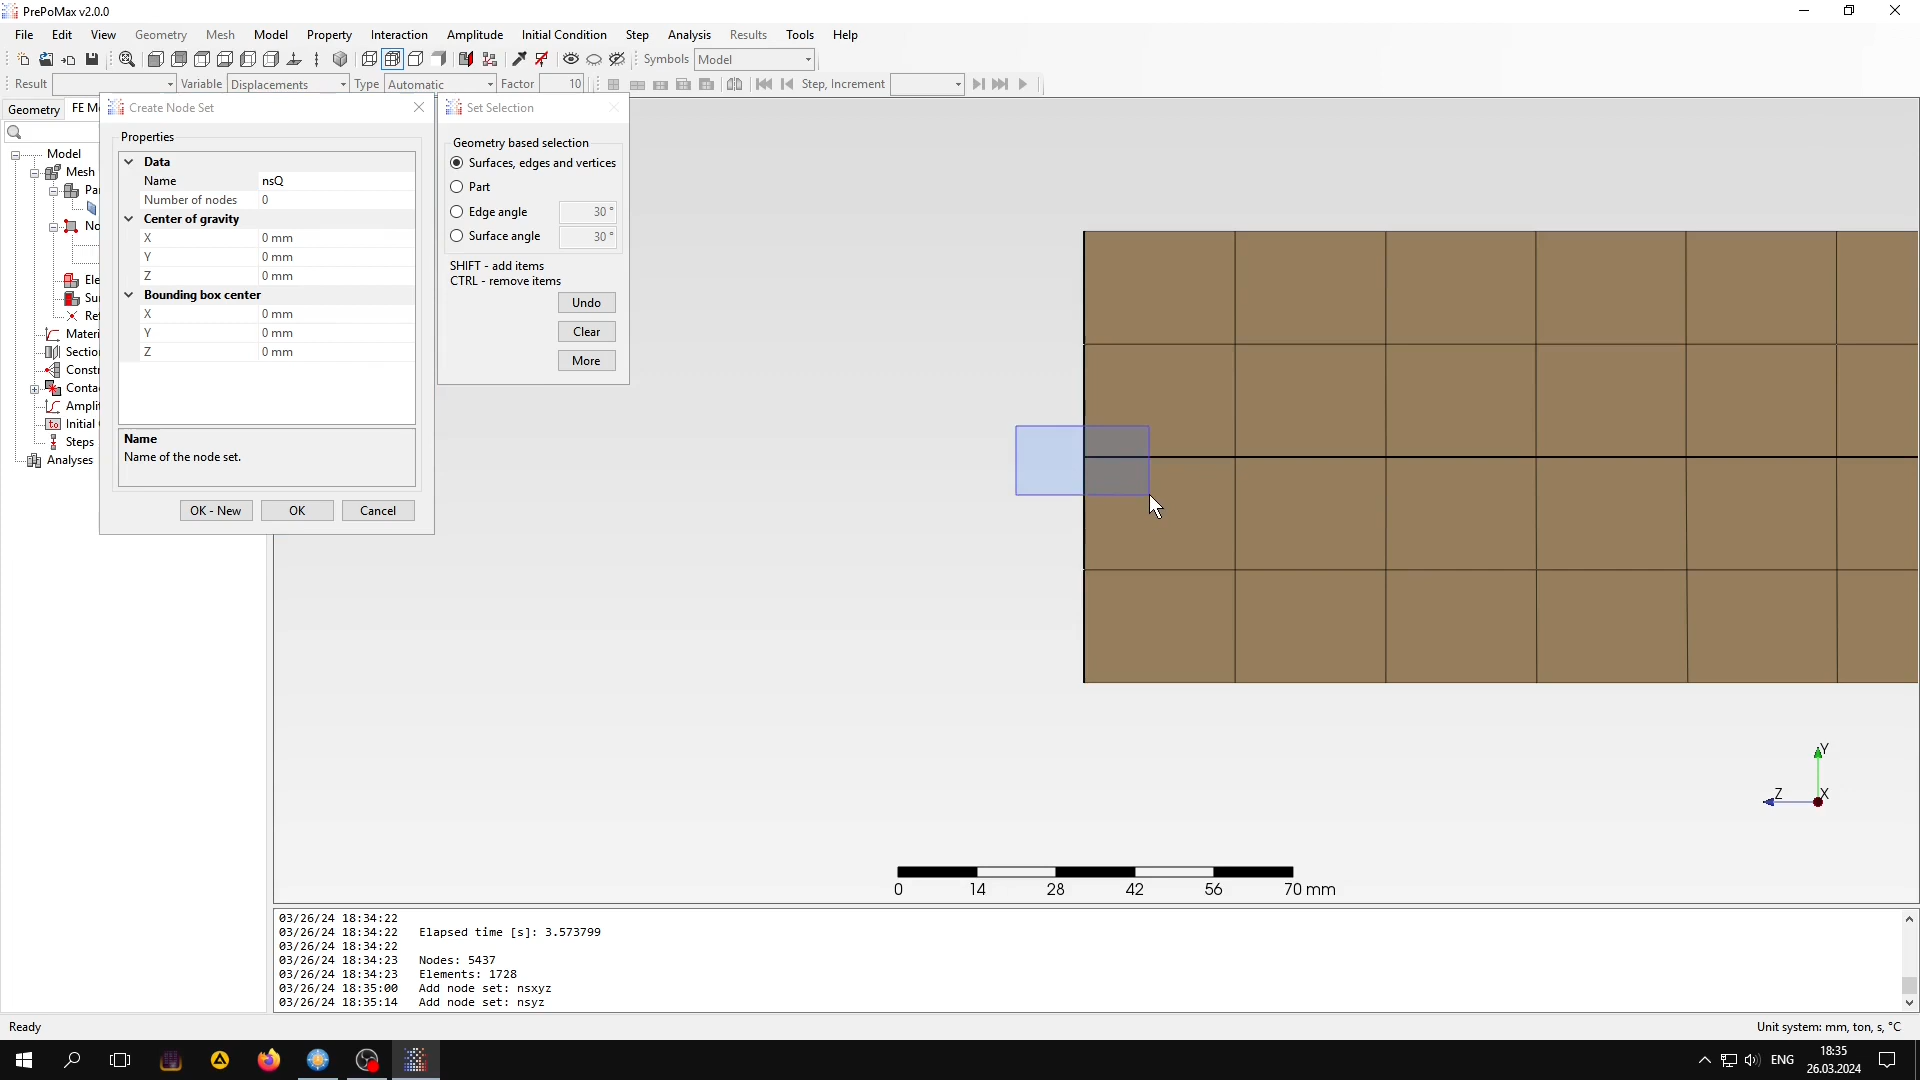 PrePoMax v2.0.0
File Edit View Geometry Mesh Model Property Interaction Amplitude Initial Condition Step Analysis Results Tools Help
Symbols Model
Result Variable Displacements Type Automatic Factor 10 Step, Increment
Geometry FE M
Create Node Set
Set Selection
Model
Mesh
Pa
No
Ele
Su
Re
Materi
Section
Constr
Conta
Amplit
Initial
Steps
Analyses
Properties
Data
Name nsQ
Number of nodes 0
Center of gravity
X 0 mm
Y 0 mm
Z 0 mm
Bounding box center
X 0 mm
Y 0 mm
Z 0 mm
Name
Name of the node set.
OK - New OK Cancel
Geometry based selection
Surfaces, edges and vertices
Part
Edge angle 30 °
Surface angle 30 °
SHIFT - add items
CTRL - remove items
Undo
Clear
More
Y
Z X
0 14 28 42 56 70 mm
03/26/24 18:34:22
03/26/24 18:34:22 Elapsed time [s]: 3.573799
03/26/24 18:34:22
03/26/24 18:34:23 Nodes: 5437
03/26/24 18:34:23 Elements: 1728
03/26/24 18:35:00 Add node set: nsxyz
03/26/24 18:35:14 Add node set: nsyz
Ready
Unit system: mm, ton, s, °C
ENG
18:35
26.03.2024